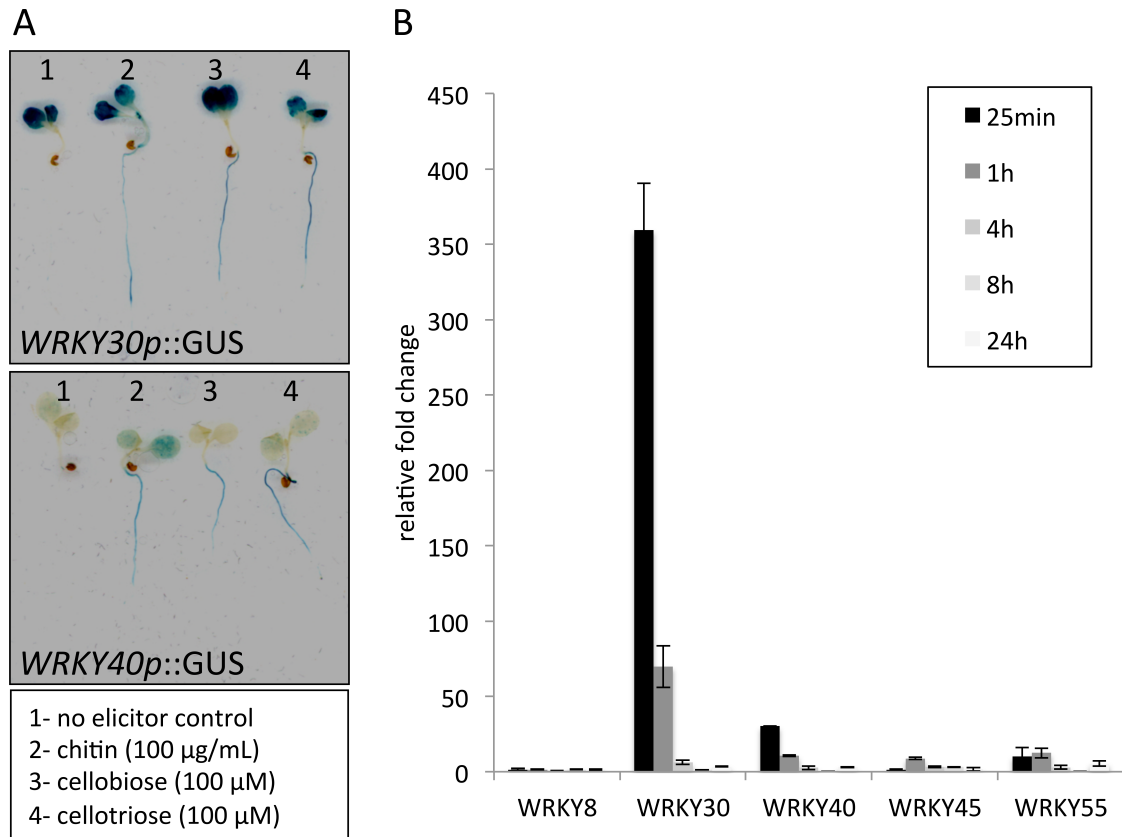 A
1 2 3 4
WRKY30p::GUS
1 2 3 4
WRKY40p::GUS
1- no elicitor control
2- chitin (100 µg/mL)
3- cellobiose (100 µM)
4- cellotriose (100 µM)
B
relative fold change
450
400
350
300
250
200
150
100
50
0
WRKY8 WRKY30 WRKY40 WRKY45 WRKY55
25min
1h
4h
8h
24h